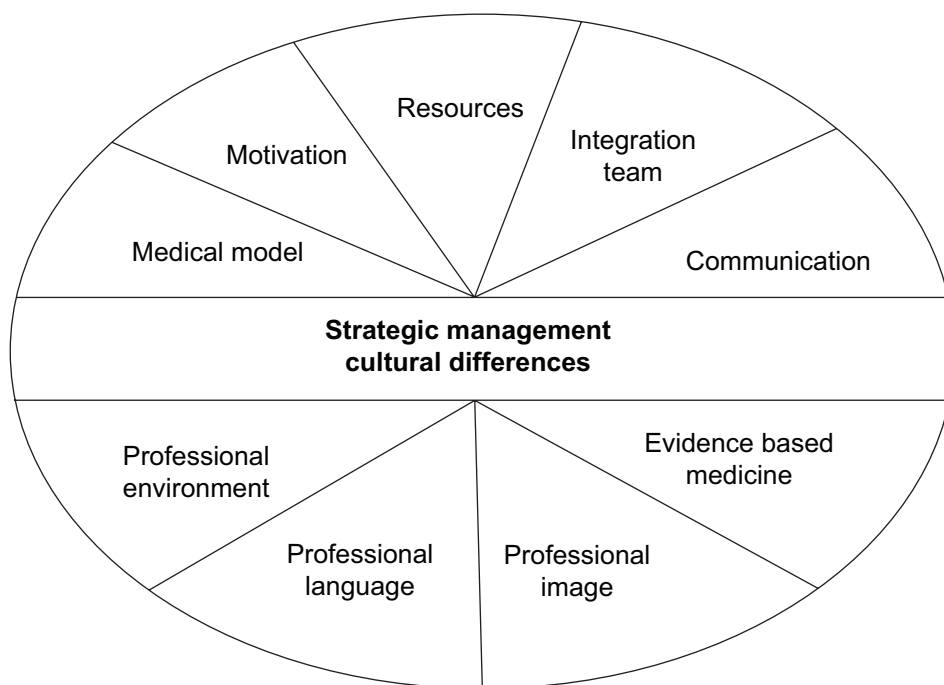 Resources
Motivation
Integration
team
Medical model
Communication
Strategic management
cultural differences
Professional
environment
Evidence based
medicine
Professional
language
Professional
image